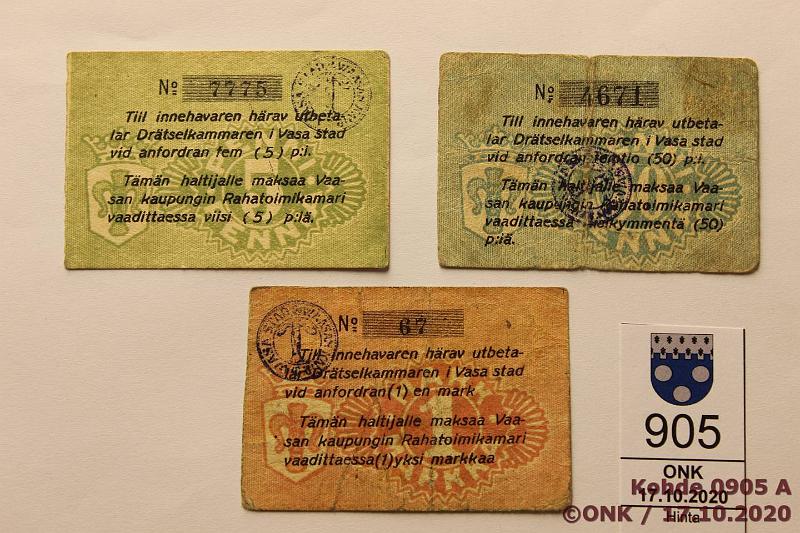 No 7775
Till innehavaren härav utbeta-
lar Drätselkammaren i Vasa stad
vid anfordran fem (5) p:i.
Tämän haltijalle maksaa Vaa-
san kaupungin Rahatoimikamari
vaadittaessa viisi (5) p:iä.
No 4671
Till innehavaren härav utbeta-
lar Drätselkammaren i Vasa stad
vid anfordran femtio (50) p:i.
Tämän haltijalle maksaa Vaa-
san kaupungin Rahatoimikamari
vaadittaessa (50)
p:iä.
No 67
Till innehavaren härav utbeta-
lar Drätselkammaren i Vasa stad
vid anfordran (1) en mark
Tämän haltijalle maksaa Vaa-
san kaupungin Rahatoimikamari
vaadittaessa (1) yksi markkaa
905
ONK
17.10.2020
Hinta
Kohde 0905 A
©ONK / 17.10.2020